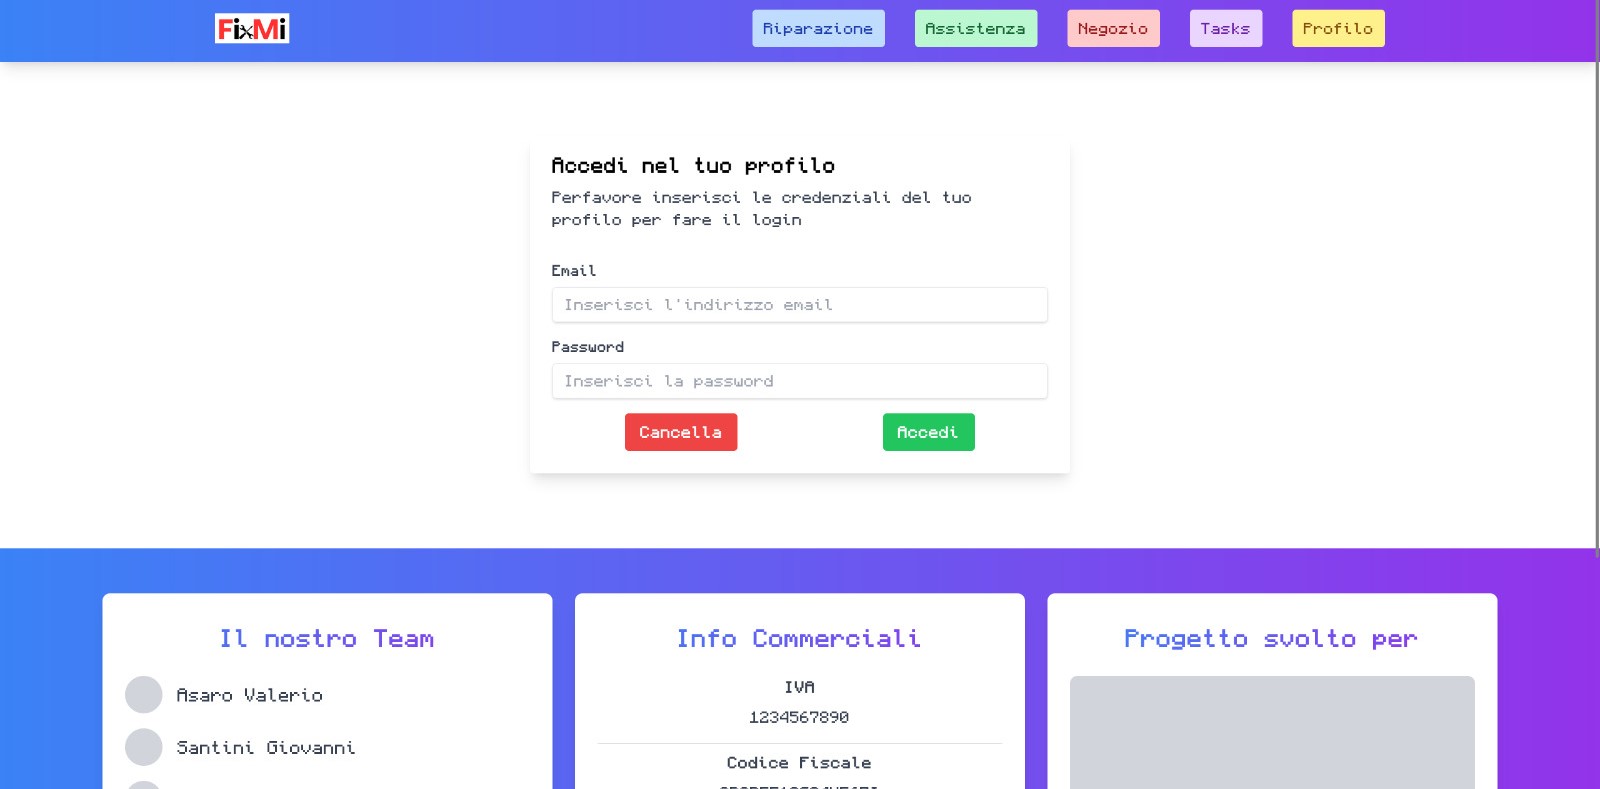 FixMi
Riparazione
Assistenza
Negozio
Tasks
Profilo
Accedi nel tuo profilo
Perfavore inserisci le credenziali del tuo
profilo per fare il login
Email
Inserisci l'indirizzo email
Password
Inserisci la password
Cancella
Accedi
Il nostro Team
Asaro Valerio
Santini Giovanni
Info Commerciali
IVA
1234567890
Codice Fiscale
Progetto svolto per